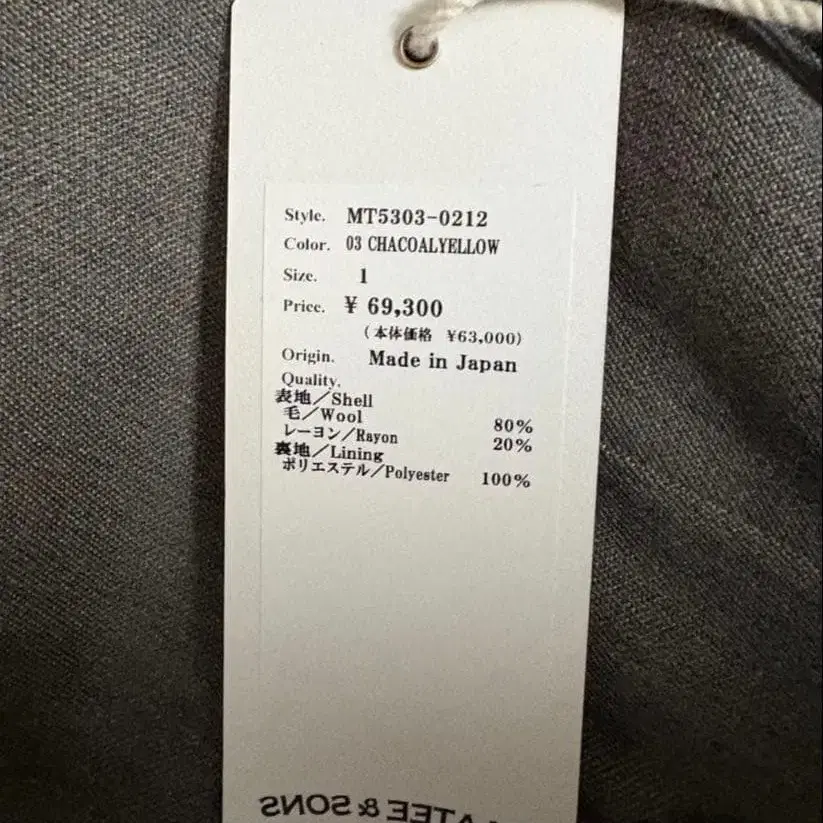 Style. MT5303-0212
Color. 03 CHACOALYELLOW
Size. 1
Price. ¥ 69,300
(本体価格 ¥63,000)
Origin. Made in Japan
Quality.
表地/Shell
毛/Wool 80%
レーヨン/Rayon 20%
裏地/Lining
ポリエステル/Polyester 100%
ATEE & SONS